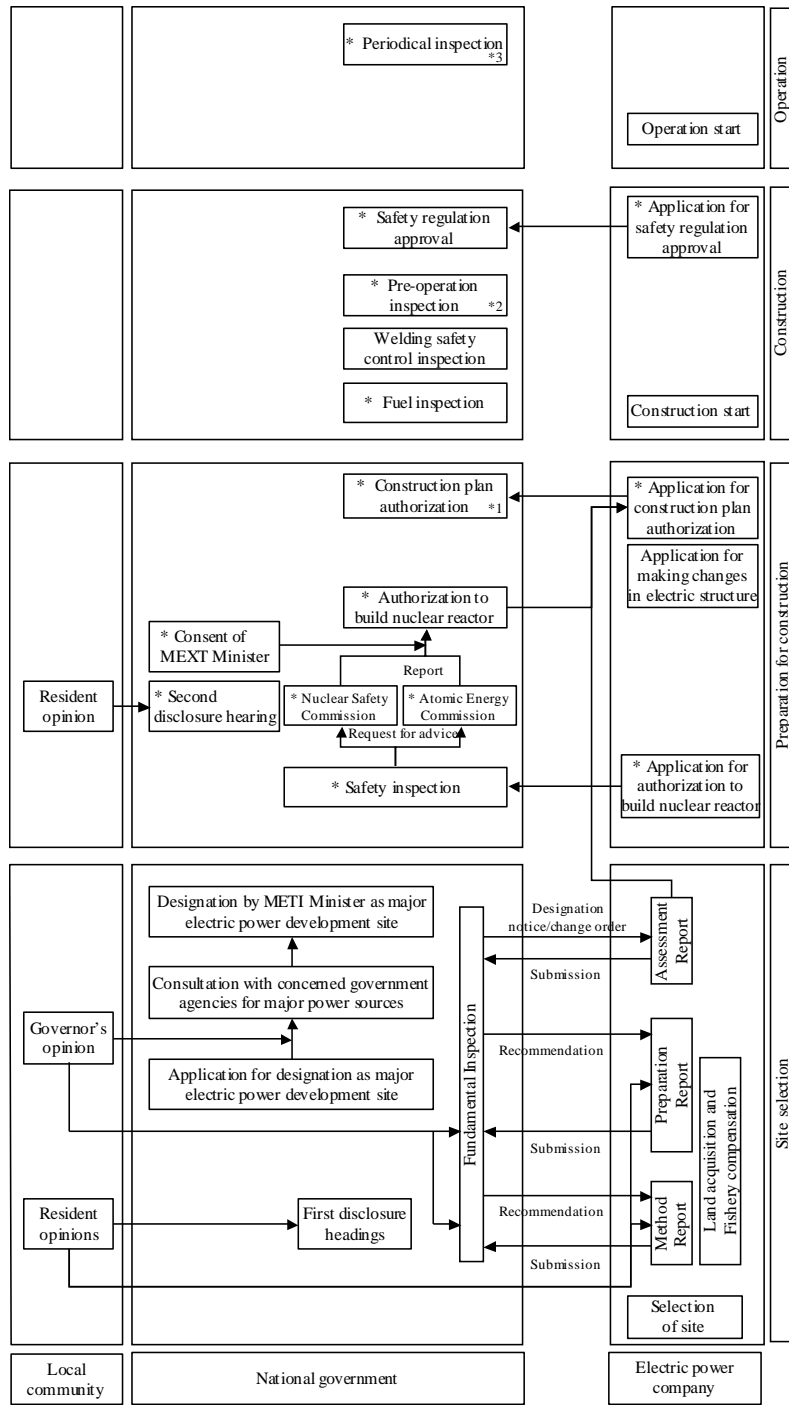 * Periodical inspection
*3
Operation start
Operation
* Safety regulation
approval
* Application for
safety regulation
approval
* Pre-operation
inspection
*2
Welding safety
control inspection
* Fuel inspection
Construction start
Construction
* Construction plan
authorization
*1
* Application for
construction plan
authorization
Application for
making changes
in electric structure
* Authorization to
build nuclear reactor
* Consent of
MEXT Minister
Report
Resident
opinion
* Second
disclosure hearing
* Nuclear Safety
Commission
* Atomic Energy
Commission
Request for advice
* Safety inspection
* Application for
authorization to
build nuclear reactor
Preparation for construction
Designation by METI Minister as major
electric power development site
Consultation with concerned government
agencies for major power sources
Governor's
opinion
Application for designation as major
electric power development site
Fundamental Inspection
Designation
notice/change order
Submission
Assessment
Report
Recommendation
Submission
Preparation
Report
Land acquisition and
Fishery compensation
Resident
opinions
First disclosure
headings
Recommendation
Submission
Method
Report
Selection
of site
Site selection
Local
community
National government
Electric power
company